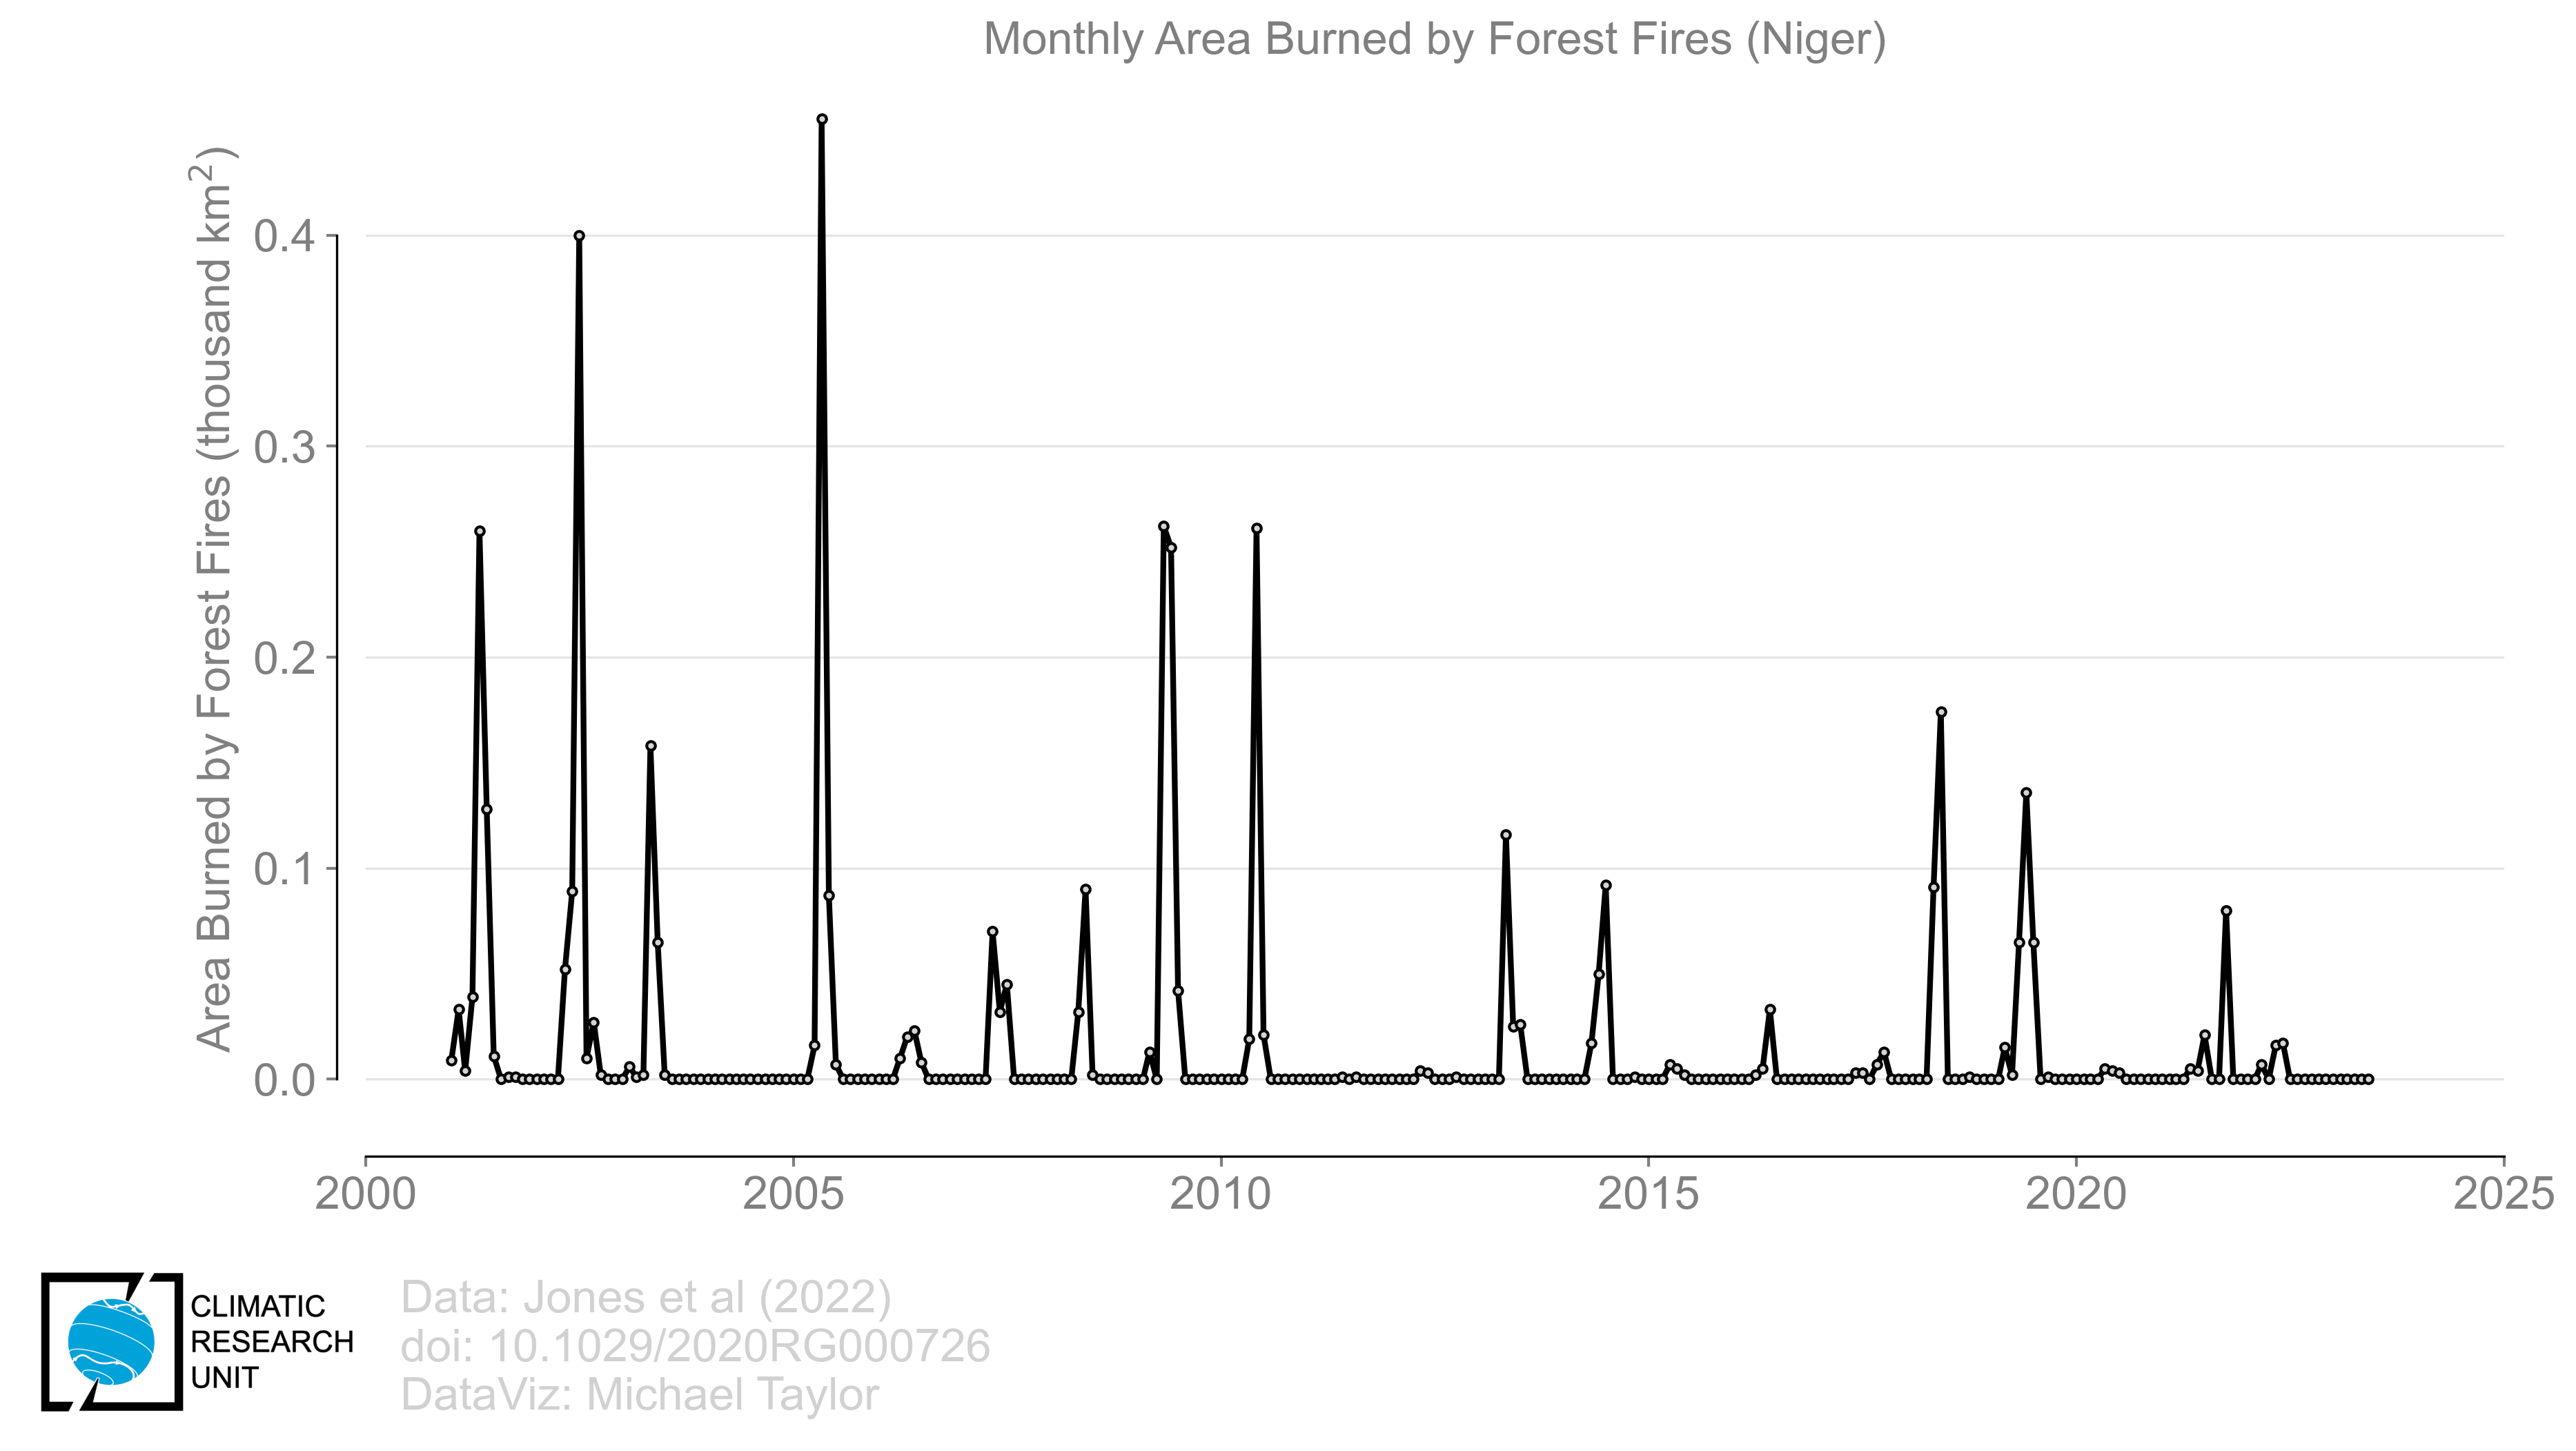 Monthly Area Burned by Forest Fires (Niger)
Area Burned by Forest Fires (thousand km²)
0.4
0.3
0.2
0.1
0.0
2000
2005
2010
2015
2020
2025
CLIMATIC
RESEARCH
UNIT
Data: Jones et al (2022)
doi: 10.1029/2020RG000726
DataViz: Michael Taylor